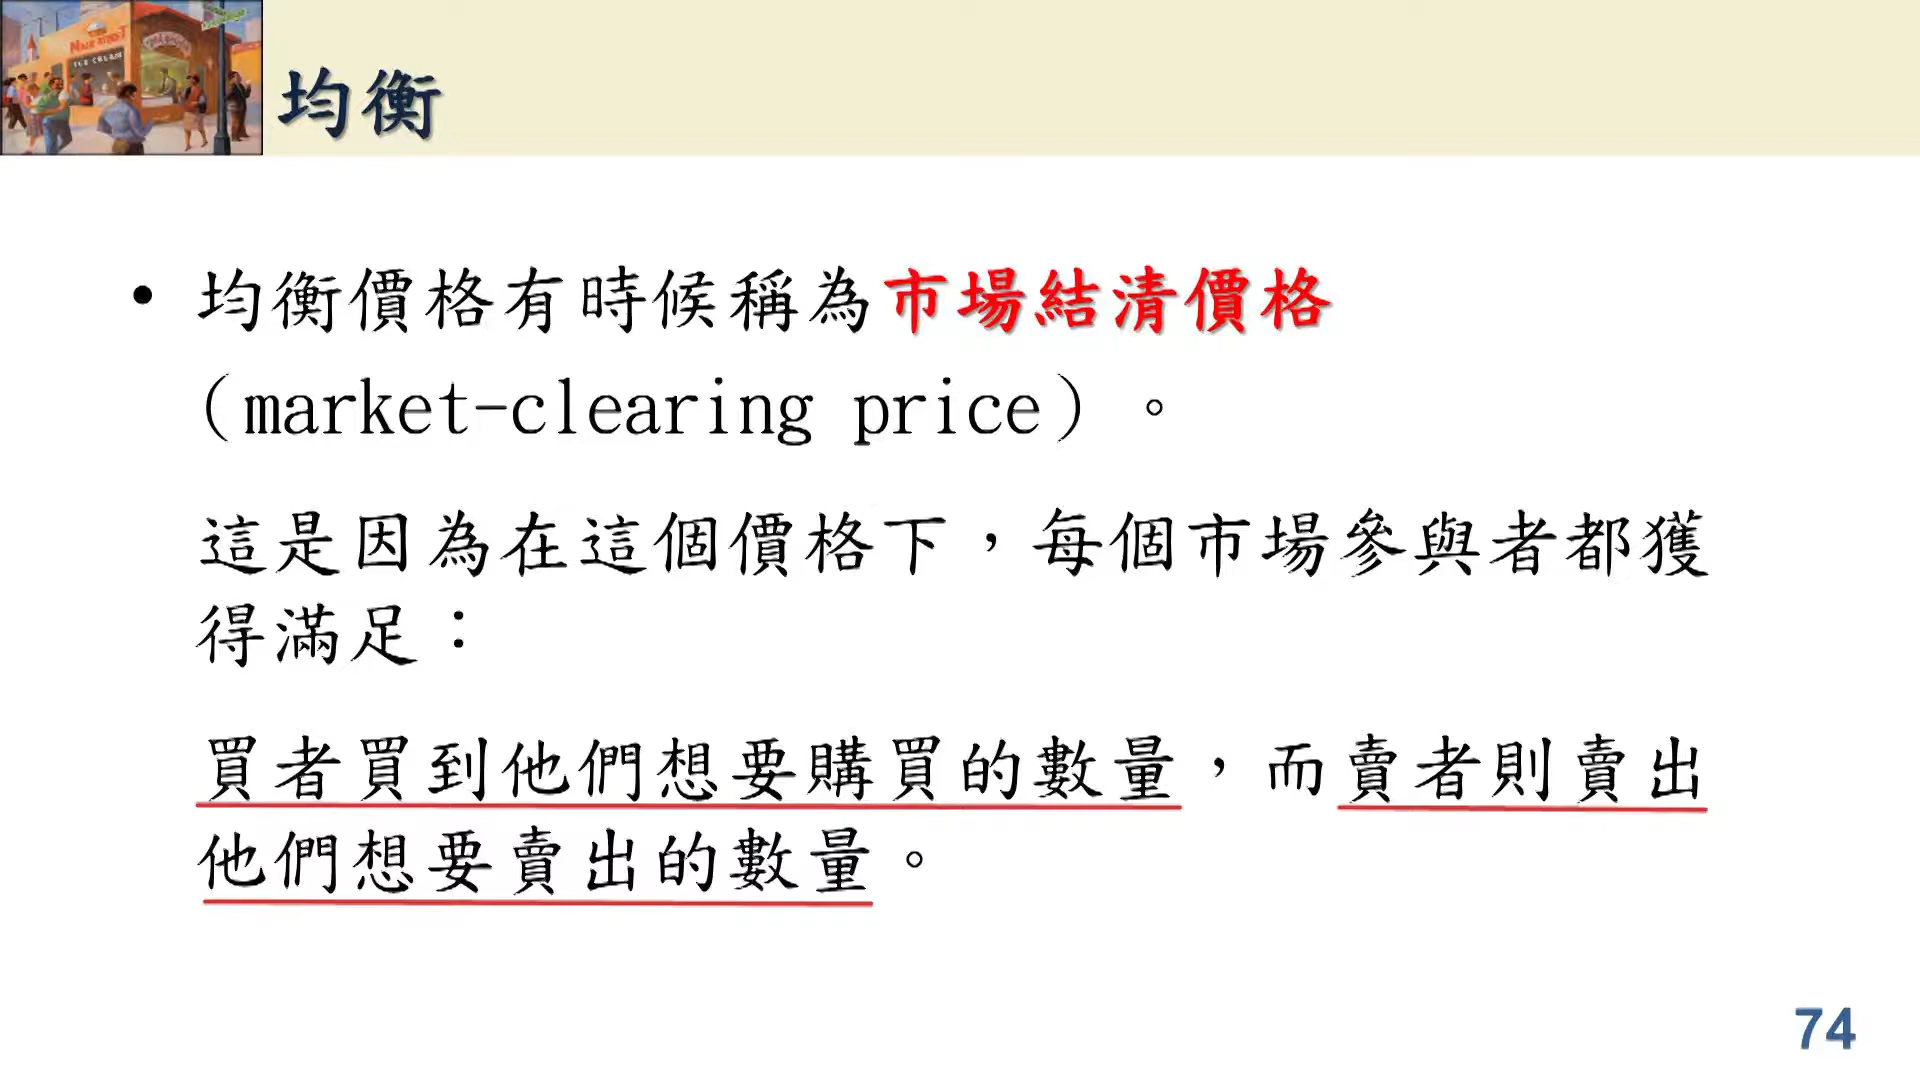 均衡
• 均衡價格有時候稱為市場結清價格
(market-clearing price)。
這是因為在這個價格下，每個市場參與者都獲
得滿足：
買者買到他們想要購買的數量，而賣者則賣出
他們想要賣出的數量。
74